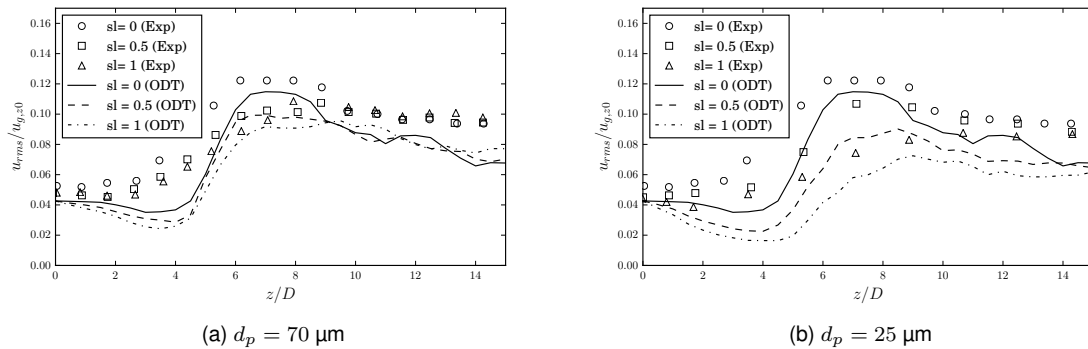 0.16
0.14
0.12
0.10
0.08
0.06
0.04
0.02
0.00
u_{rms}/u_{g,z0}
sl= 0 (Exp)
sl= 0.5 (Exp)
sl= 1 (Exp)
sl= 0 (ODT)
sl= 0.5 (ODT)
sl= 1 (ODT)
0 2 4 6 8 10 12 14
z/D
(a) d_p = 70 µm
0.16
0.14
0.12
0.10
0.08
0.06
0.04
0.02
0.00
u_{rms}/u_{g,z0}
sl= 0 (Exp)
sl= 0.5 (Exp)
sl= 1 (Exp)
sl= 0 (ODT)
sl= 0.5 (ODT)
sl= 1 (ODT)
0 2 4 6 8 10 12 14
z/D
(b) d_p = 25 µm